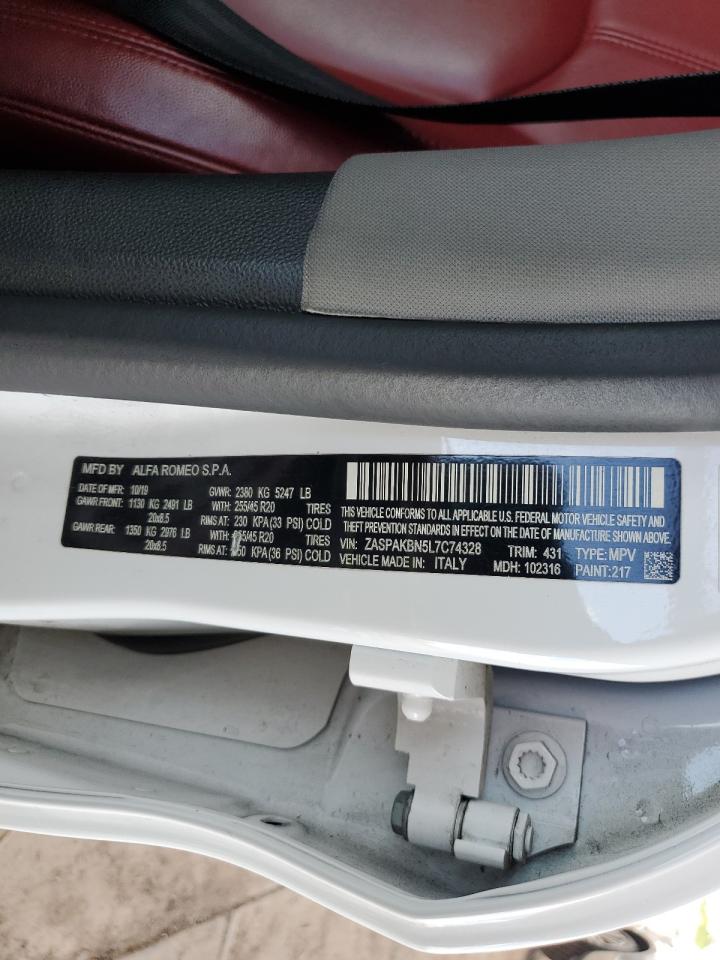 MFD BY ALFA ROMEO S.P.A.
DATE OF MFR: 10/19 GVWR: 2380 KG 5247 LB
GAWR FRONT: 1130 KG 2491 LB WITH: 255/45 R20 TIRES
20x8.5 RIMS AT: 230 KPA (33 PSI) COLD
GAWR REAR: 1350 KG 2976 LB TIRES
20x8.5 RIMS KPA (36 PSI) COLD
THIS VEHICLE CONFORMS TO ALL APPLICABLE U.S. FEDERAL MOTOR VEHICLE SAFETY AND
THEFT PREVENTION STANDARDS IN EFFECT ON THE DATE OF MANUFACTURE SHOWN ABOVE.
VIN: ZASPAKBN5L7C74328 TRIM: 431 TYPE: MPV
VEHICLE MADE IN: ITALY MDH: 102316 PAINT:217